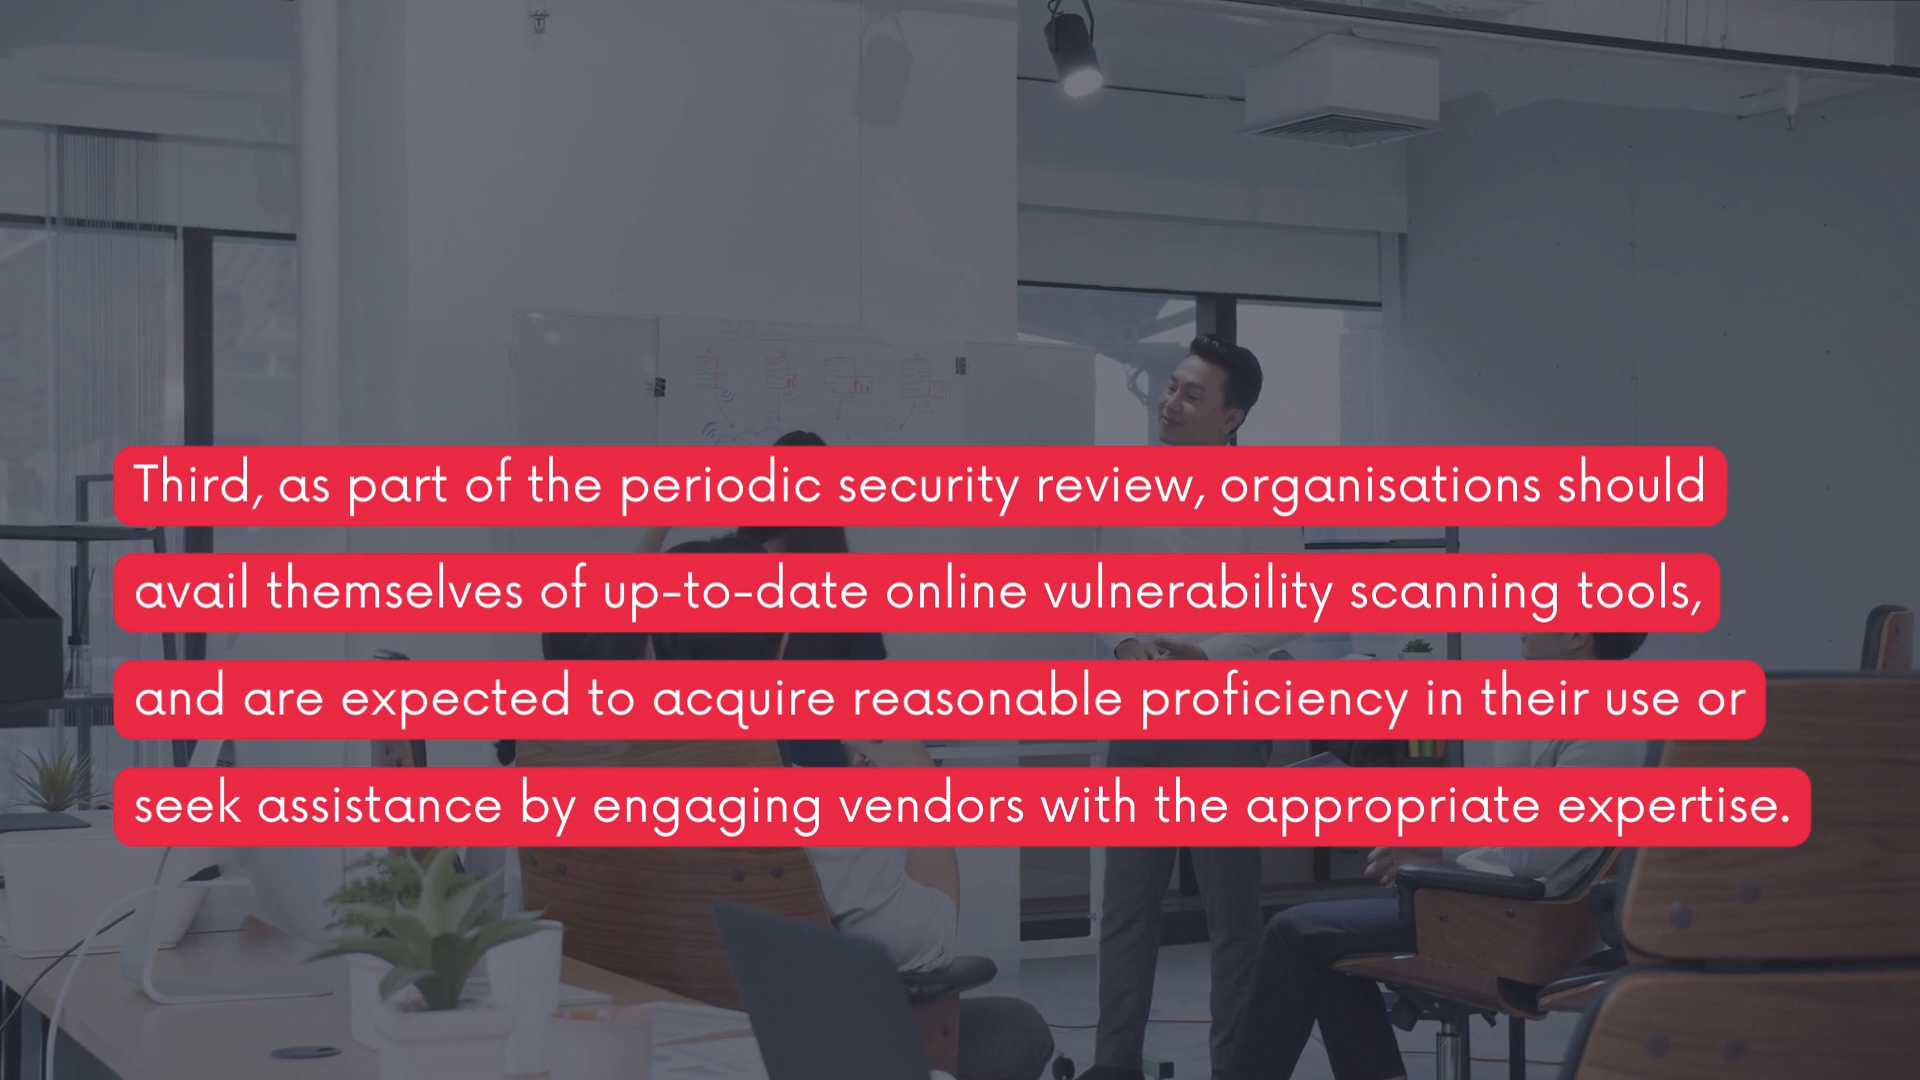 Third, as part of the periodic security review, organisations should
avail themselves of up-to-date online vulnerability scanning tools,
and are expected to acquire reasonable proficiency in their use or
seek assistance by engaging vendors with the appropriate expertise.